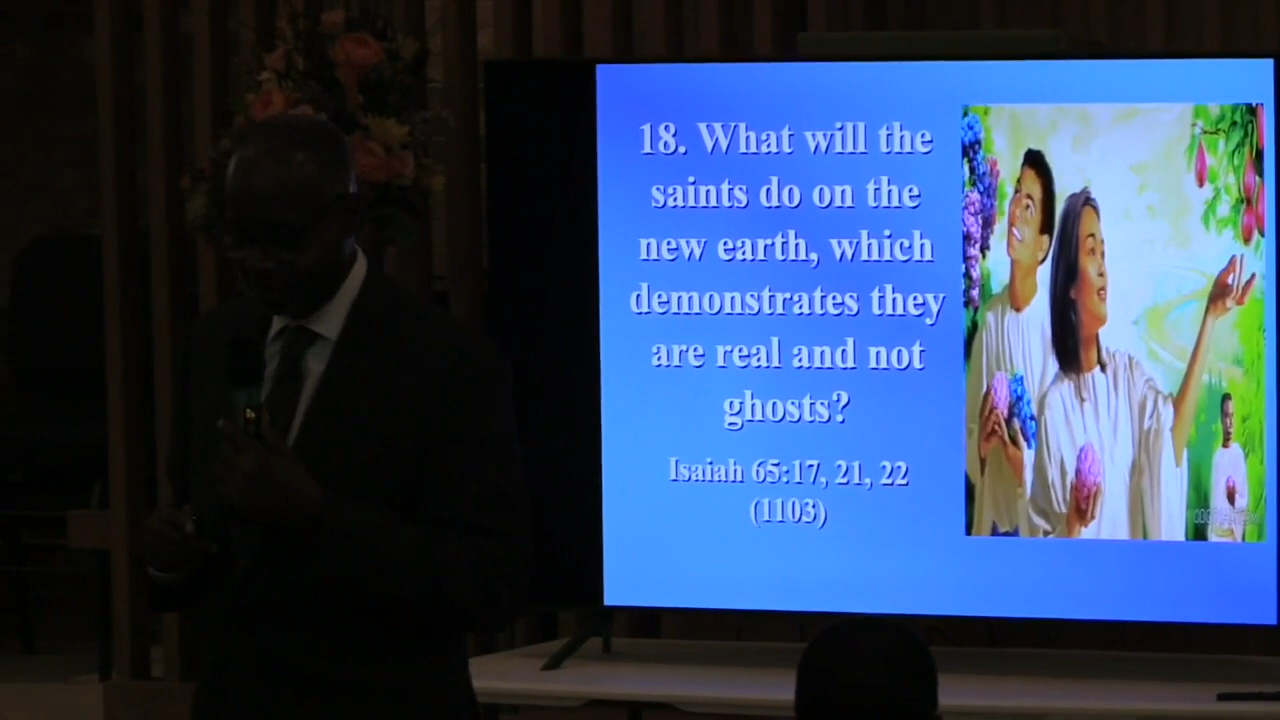 18. What will the
saints do on the
new earth, which
demonstrates they
are real and not
ghosts?
Isaiah 65:17, 21, 22
(1103)